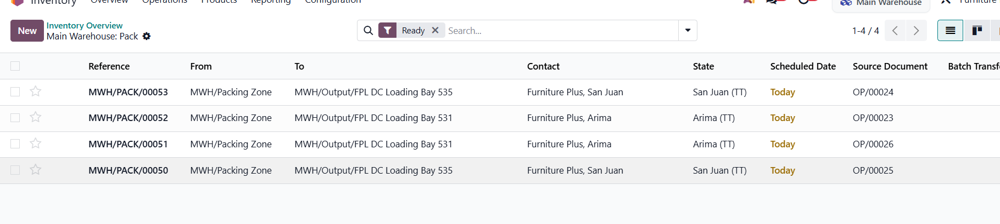 Inventory Overview Operations Products Reporting Configuration Main Warehouse Furniture
New Inventory Overview
Main Warehouse: Pack
Ready Search... 1-4 / 4
Reference From To Contact State Scheduled Date Source Document Batch Transf
MWH/PACK/00053 MWH/Packing Zone MWH/Output/FPL DC Loading Bay 535 Furniture Plus, San Juan San Juan (TT) Today OP/00024
MWH/PACK/00052 MWH/Packing Zone MWH/Output/FPL DC Loading Bay 531 Furniture Plus, Arima Arima (TT) Today OP/00023
MWH/PACK/00051 MWH/Packing Zone MWH/Output/FPL DC Loading Bay 531 Furniture Plus, Arima Arima (TT) Today OP/00026
MWH/PACK/00050 MWH/Packing Zone MWH/Output/FPL DC Loading Bay 535 Furniture Plus, San Juan San Juan (TT) Today OP/00025